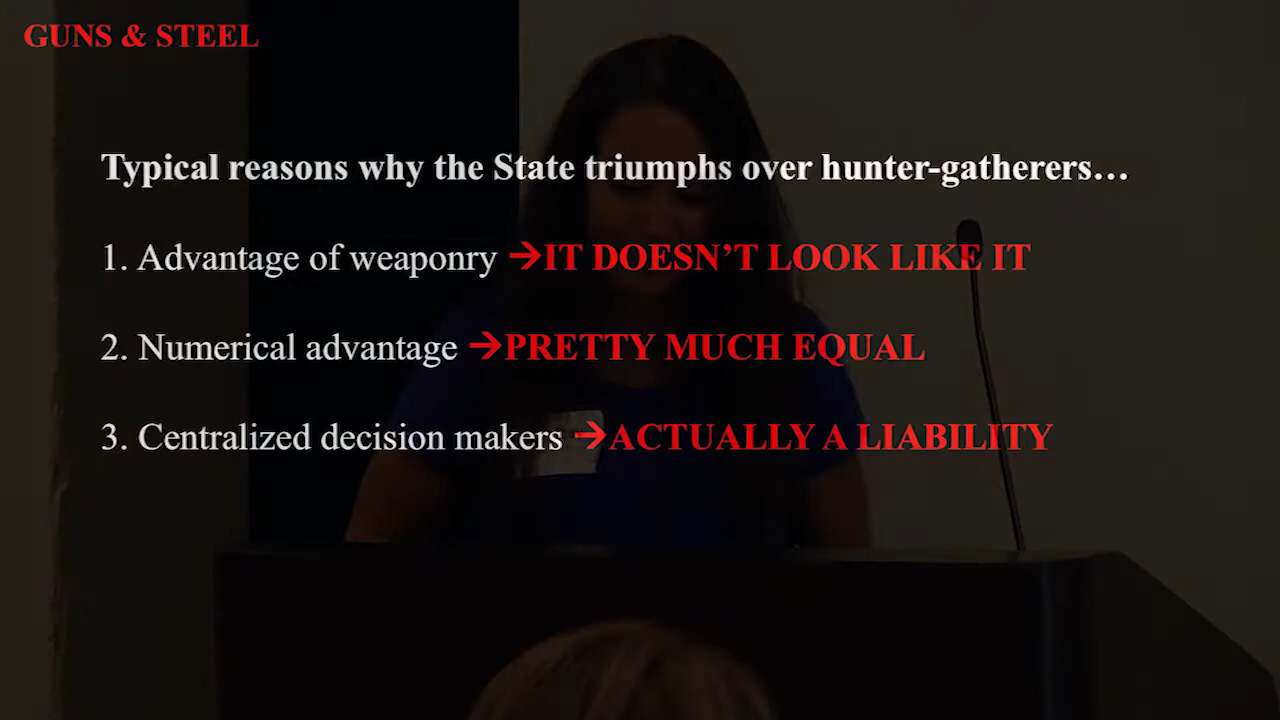 GUNS & STEEL
Typical reasons why the State triumphs over hunter-gatherers…
1. Advantage of weaponry →IT DOESN’T LOOK LIKE IT
2. Numerical advantage →PRETTY MUCH EQUAL
3. Centralized decision makers →ACTUALLY A LIABILITY